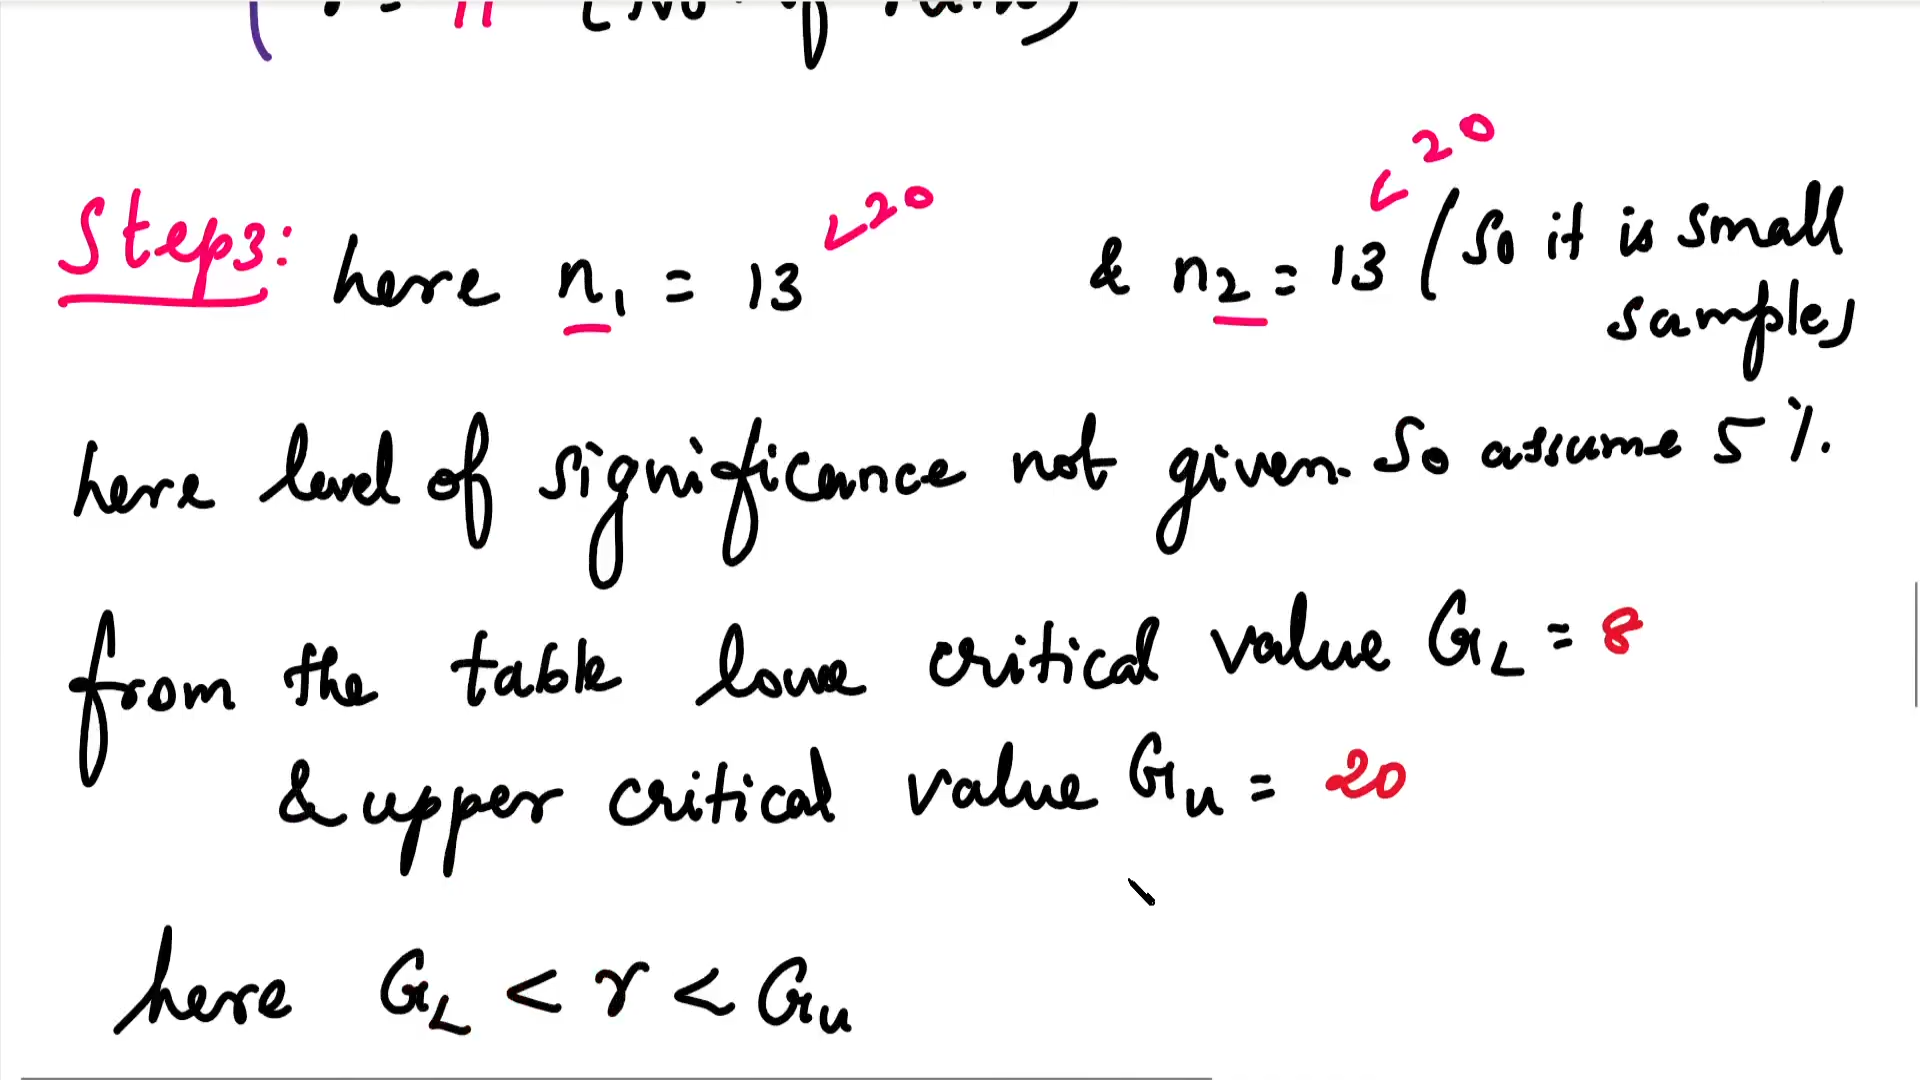 Step3: here n₁ = 13 <20 & n₂ = 13 <20 (So it is small
samples
here level of significance not given. So assume 5%.
from the table lowe critical value G_L = 8
& upper critical value G_u = 20
here G_L < r < G_u